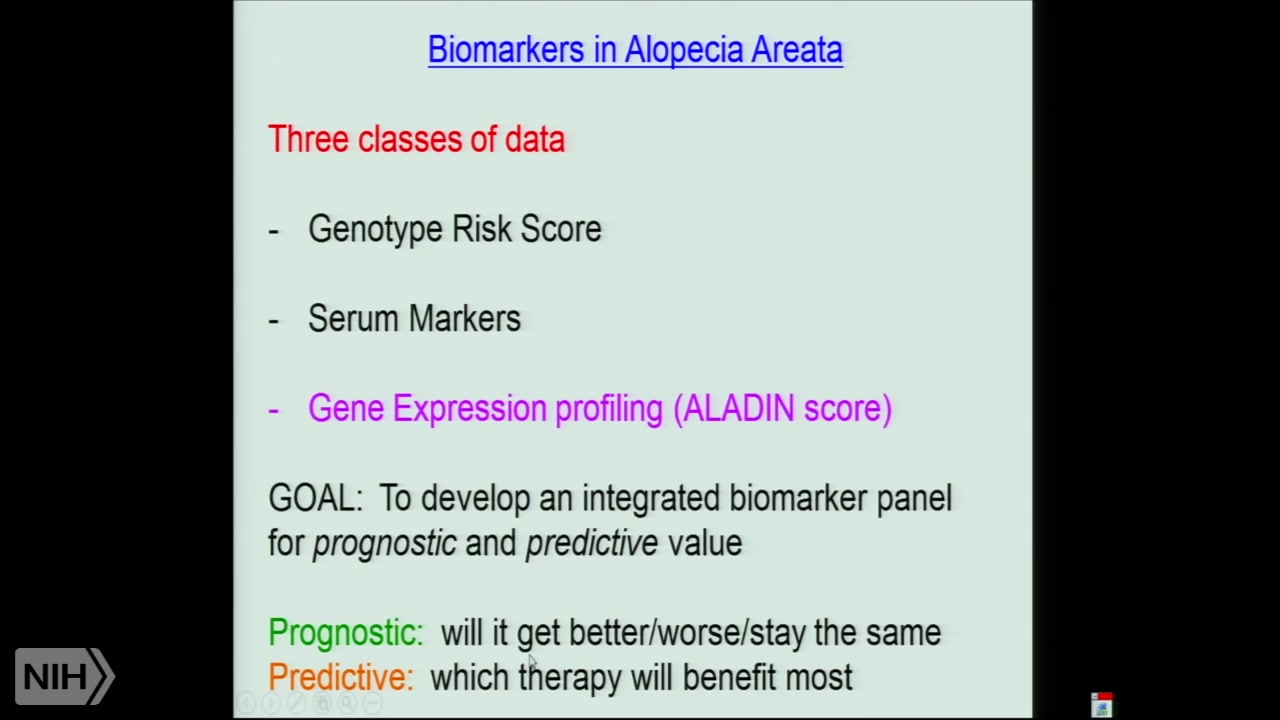 Biomarkers in Alopecia Areata
Three classes of data
- Genotype Risk Score
- Serum Markers
- Gene Expression profiling (ALADIN score)
GOAL: To develop an integrated biomarker panel
for prognostic and predictive value
Prognostic: will it get better/worse/stay the same
Predictive: which therapy will benefit most
NIH